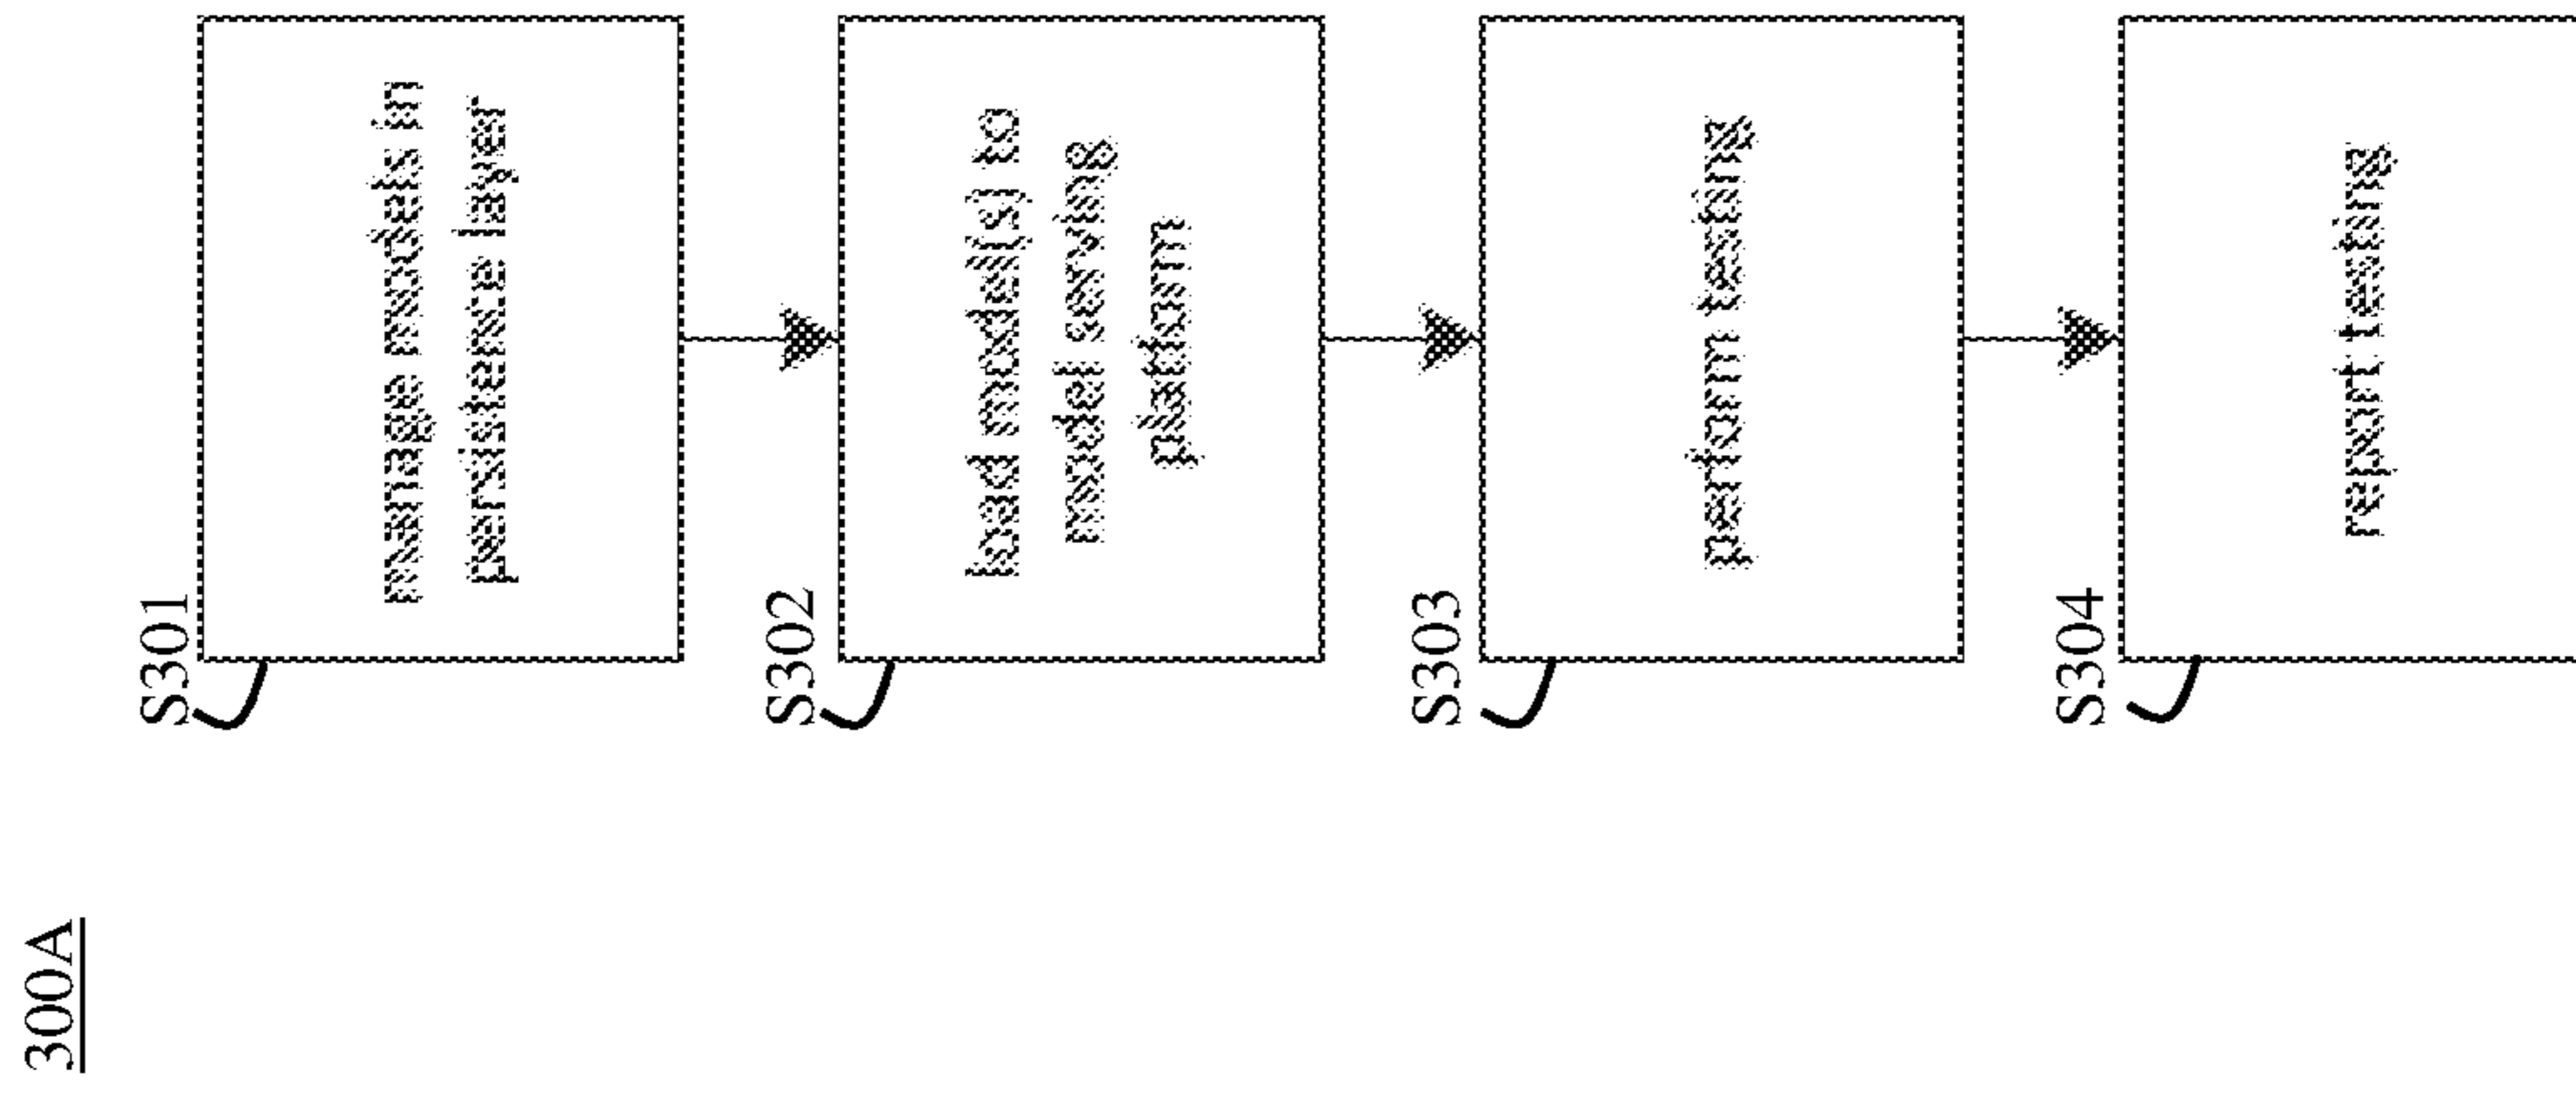 300A
S301
manage models in
persistence layer
S302
load model(s) to
model serving
platform
S303
perform testing
S304
report testing